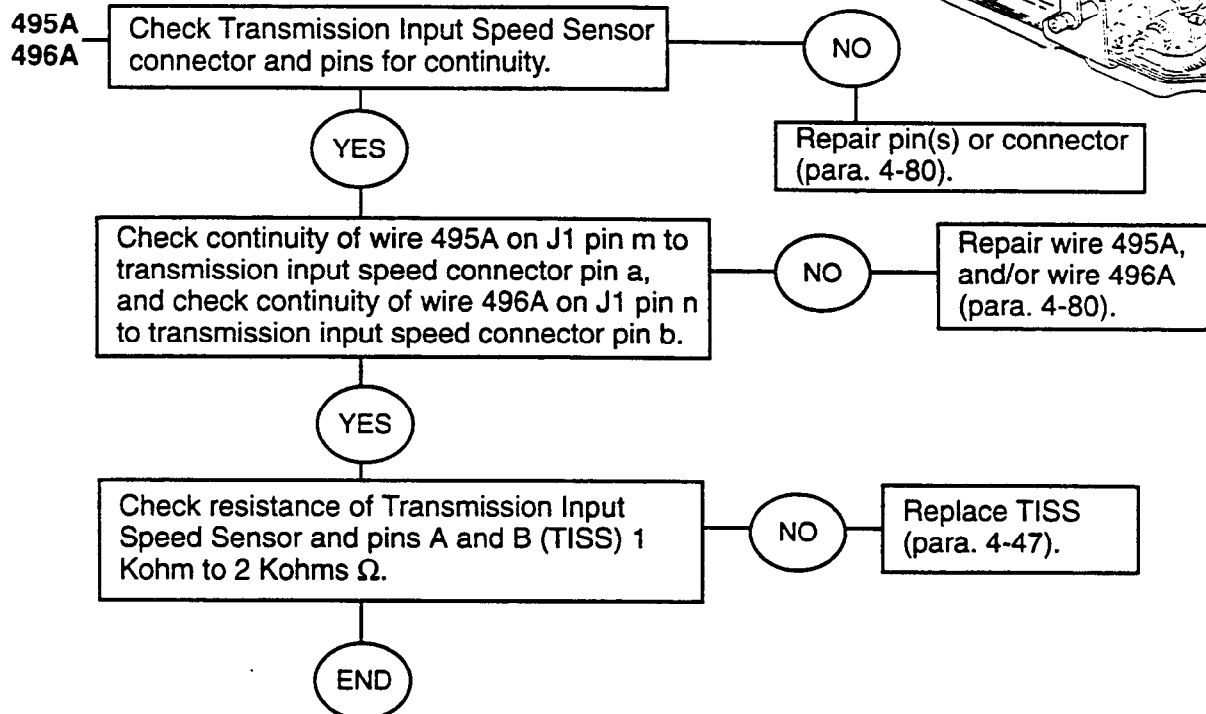 495A
496A
Check Transmission Input Speed Sensor
connector and pins for continuity.
NO
YES
Repair pin(s) or connector
(para. 4-80).
Check continuity of wire 495A on J1 pin m to
transmission input speed connector pin a,
and check continuity of wire 496A on J1 pin n
to transmission input speed connector pin b.
NO
Repair wire 495A,
and/or wire 496A
(para. 4-80).
YES
Check resistance of Transmission Input
Speed Sensor and pins A and B (TISS) 1
Kohm to 2 Kohms Ω.
NO
Replace TISS
(para. 4-47).
END